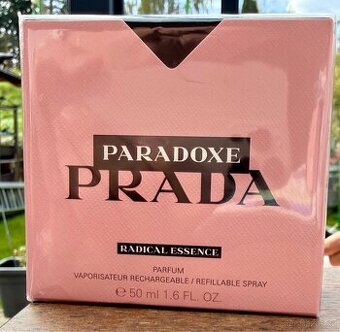 PARADOXE
PRADA
RADICAL ESSENCE
PARFUM
VAPORISATEUR RECHARGEABLE / REFILLABLE SPRAY
℮ 50 ml 1.6 FL. OZ.